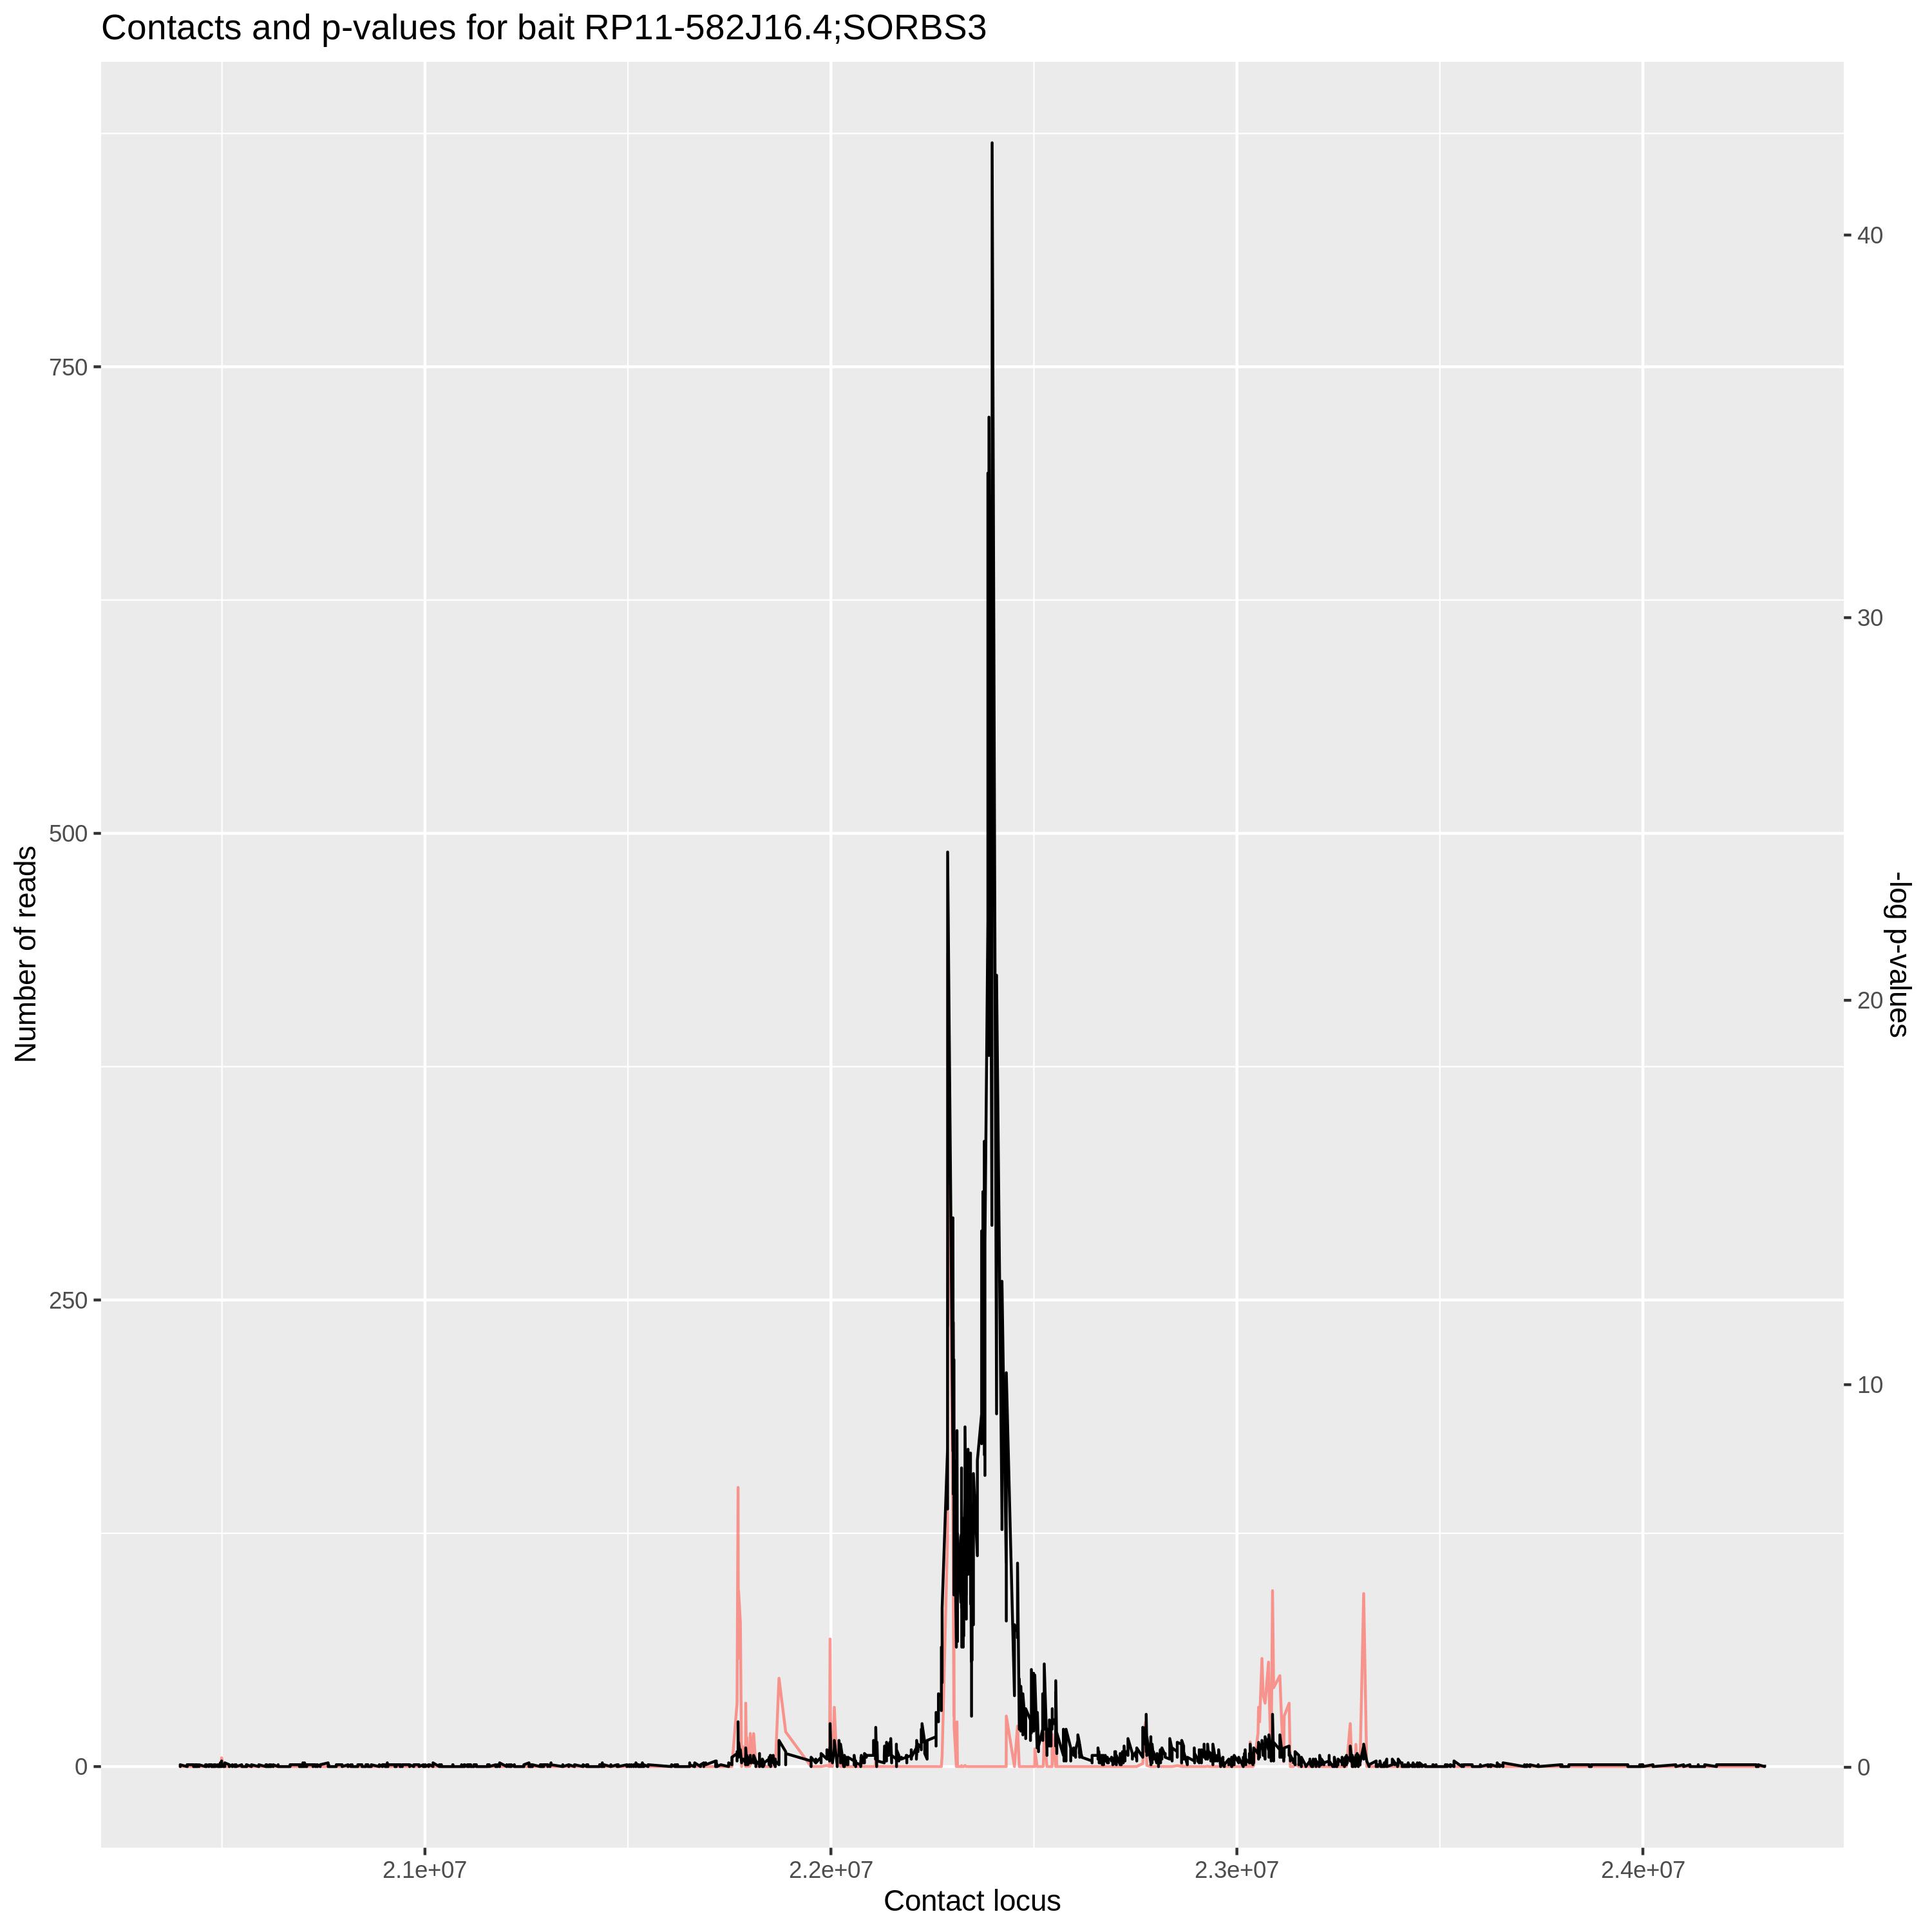 Contacts and p-values for bait RP11-582J16.4;SORBS3
Number of reads
750
500
250
0
40
30
20
10
0
-log p-values
2.1e+07
2.2e+07
2.3e+07
2.4e+07
Contact locus